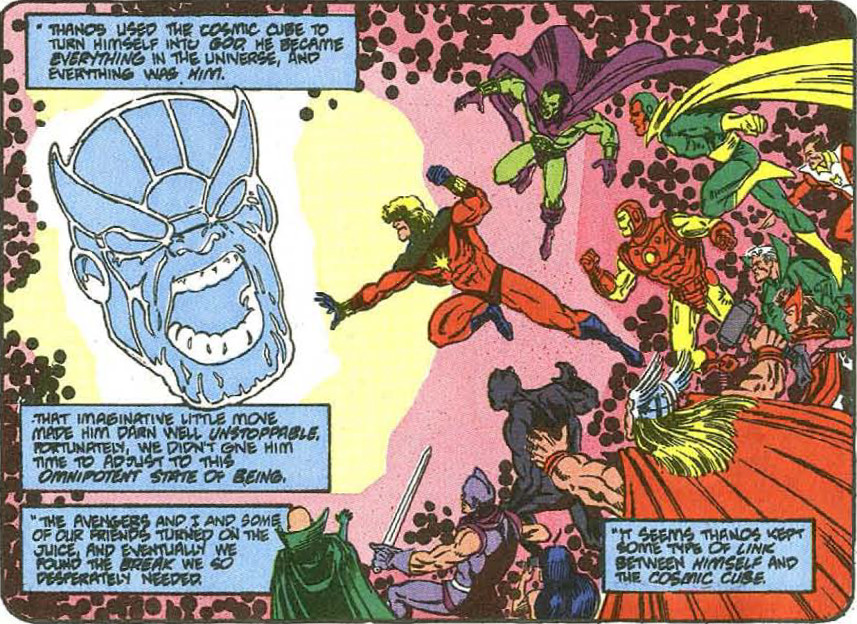 " THANOS USED THE COSMIC CUBE TO
TURN HIMSELF INTO GOD. HE BECAME
EVERYTHING IN THE UNIVERSE, AND
EVERYTHING WAS HIM.
THAT IMAGINATIVE LITTLE MOVE
MADE HIM DARN WELL UNSTOPPABLE.
FORTUNATELY, WE DIDN'T GIVE HIM
TIME TO ADJUST TO THIS
OMNIPOTENT STATE OF BEING.
"THE AVENGERS AND I AND SOME
OF OUR FRIENDS TURNED ON THE
JUICE, AND EVENTUALLY WE
FOUND THE BREAK WE SO
DESPERATELY NEEDED.
"IT SEEMS THANOS KEPT
SOME TYPE OF LINK
BETWEEN HIMSELF AND
THE COSMIC CUBE.